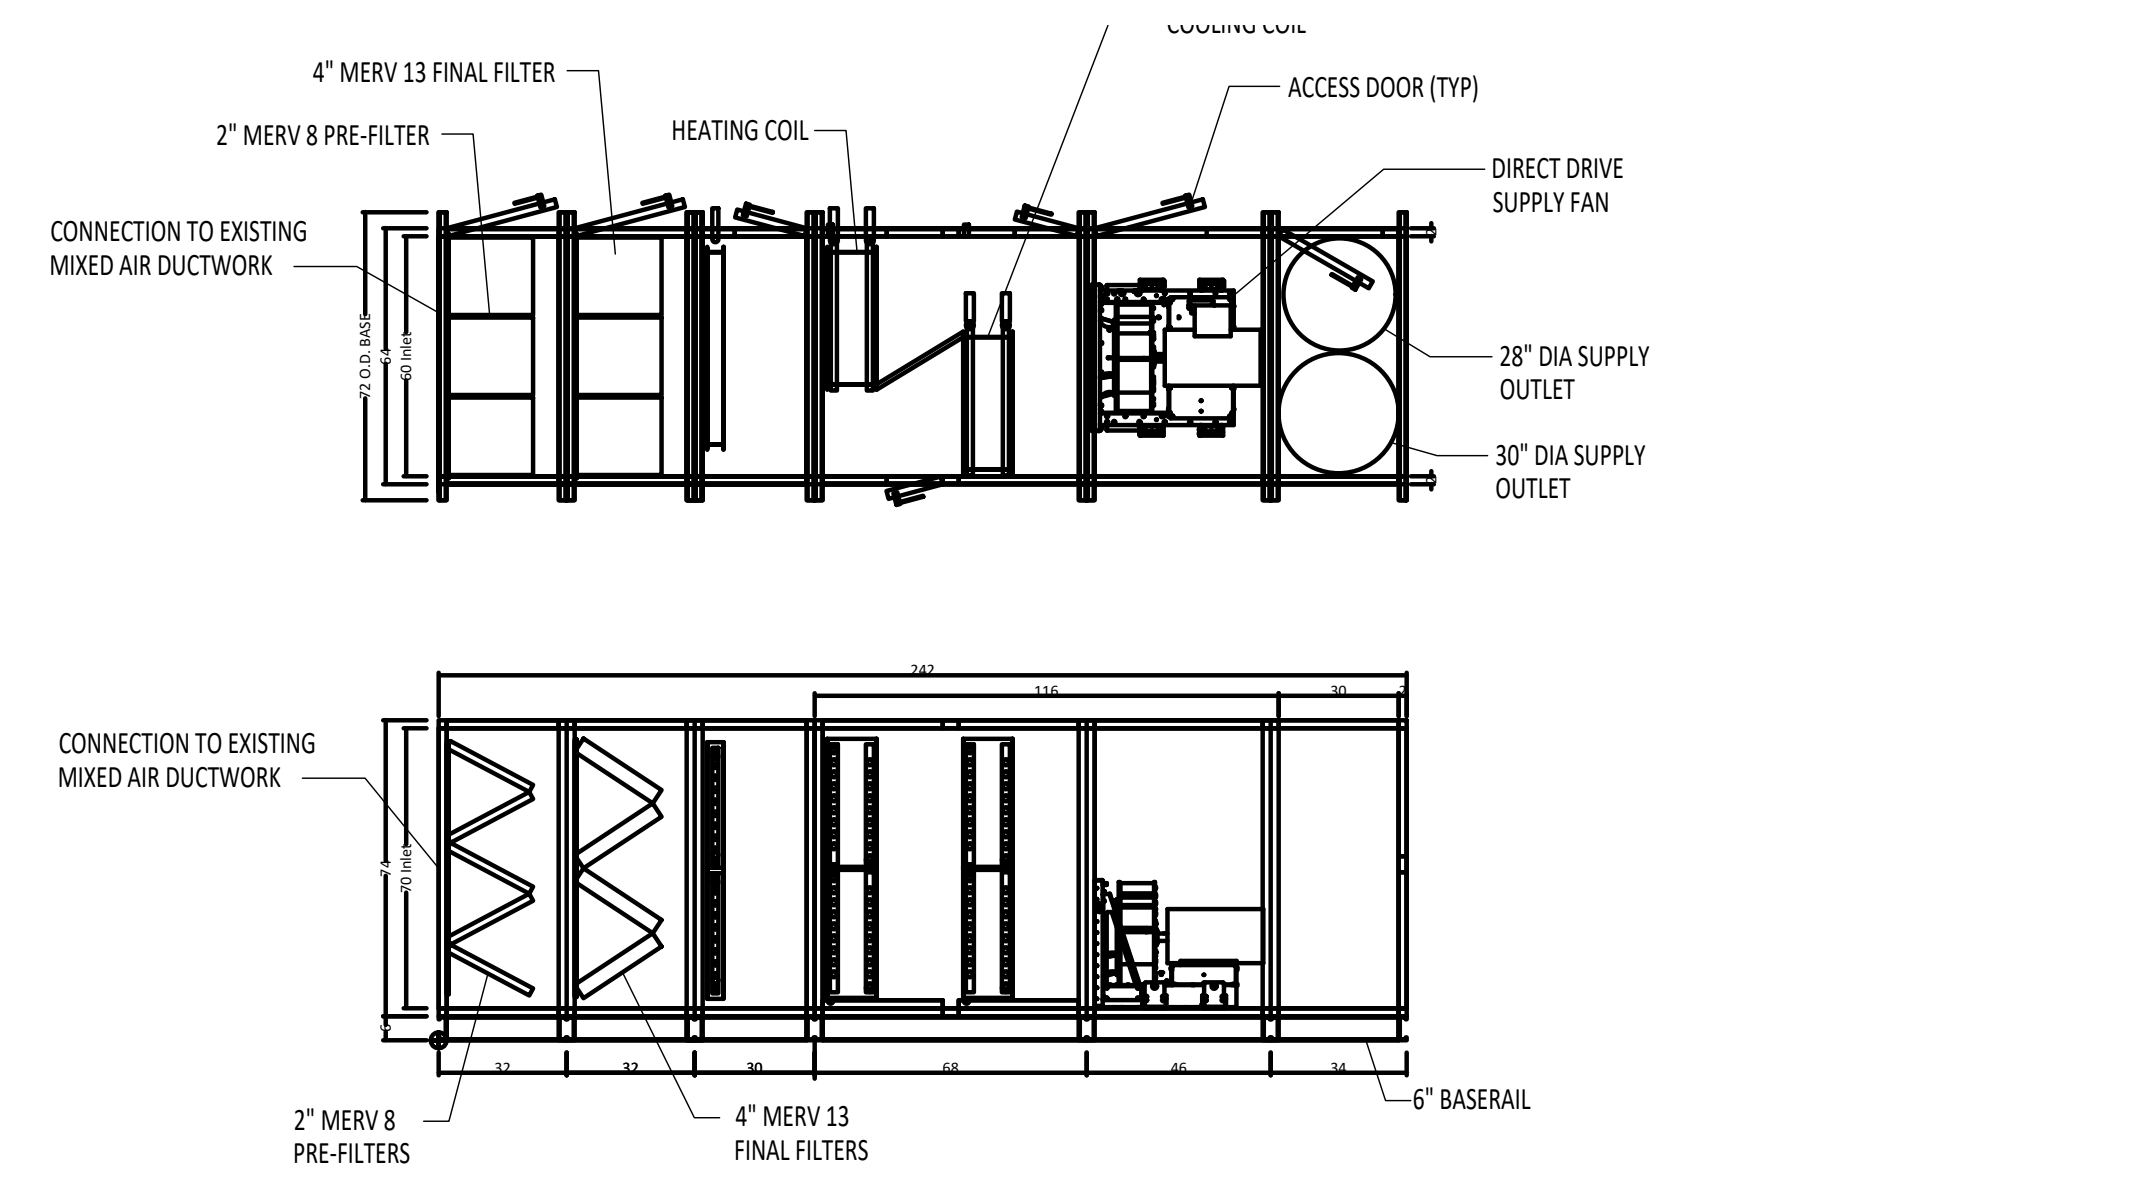 COOLING COIL
4" MERV 13 FINAL FILTER
ACCESS DOOR (TYP)
2" MERV 8 PRE-FILTER
HEATING COIL
DIRECT DRIVE
SUPPLY FAN
CONNECTION TO EXISTING
MIXED AIR DUCTWORK
72 O.D. BASE
64
60 Inlet
28" DIA SUPPLY
OUTLET
30" DIA SUPPLY
OUTLET
242
116
30
2
CONNECTION TO EXISTING
MIXED AIR DUCTWORK
74
70 Inlet
6
32
32
30
68
46
34
6" BASERAIL
2" MERV 8
PRE-FILTERS
4" MERV 13
FINAL FILTERS